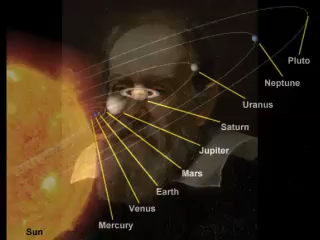 Pluto
Neptune
Uranus
Saturn
Jupiter
Mars
Earth
Venus
Mercury
Sun